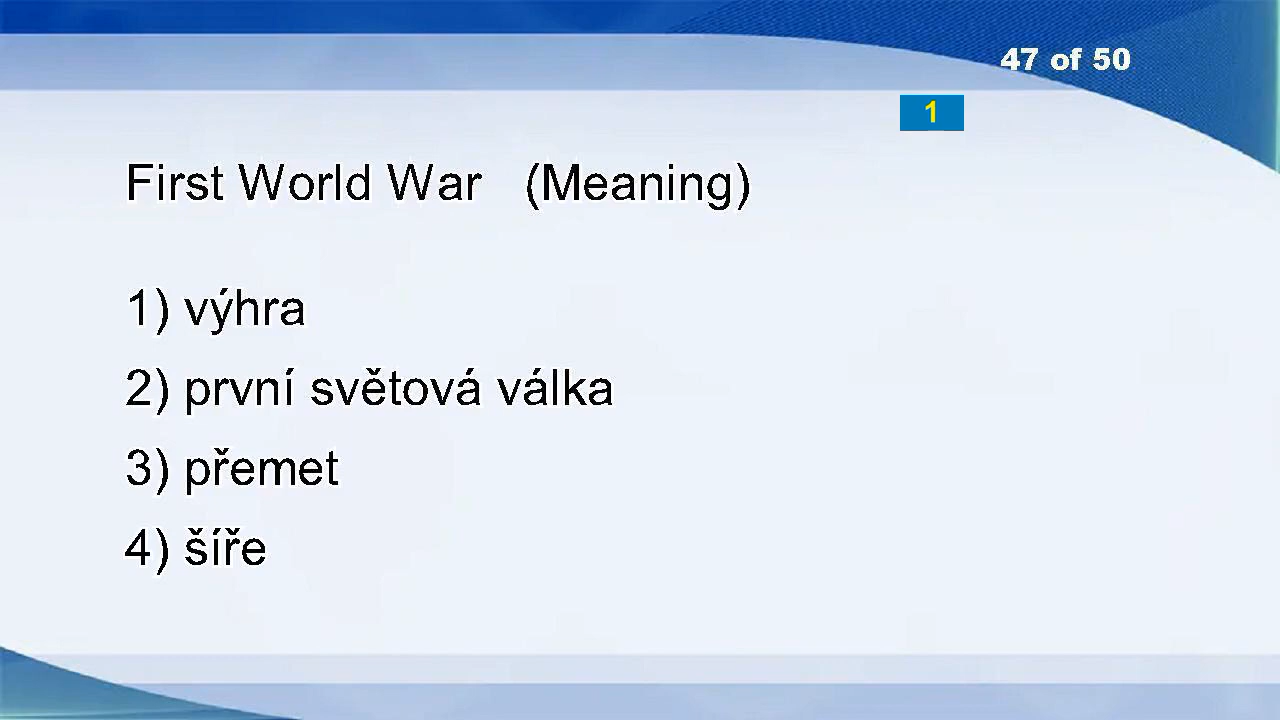 47 of 50
1
First World War (Meaning)
1) výhra
2) první světová válka
3) přemet
4) šíře